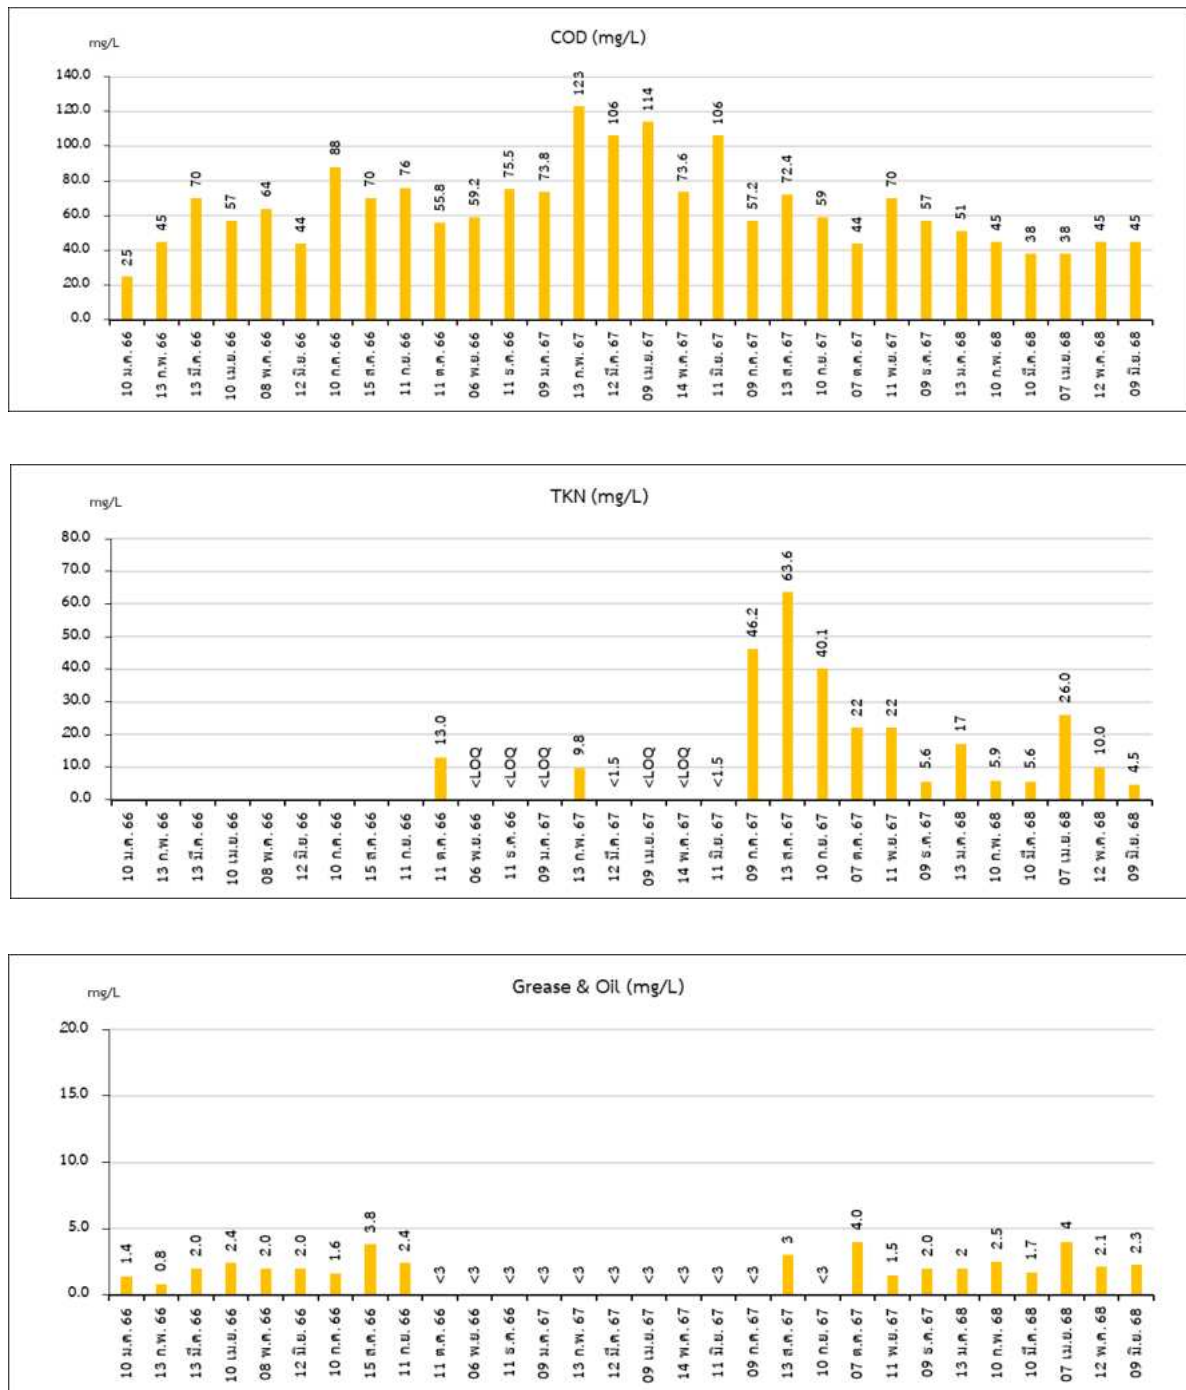 COD (mg/L)
mg/L
140.0
120.0
100.0
80.0
60.0
40.0
20.0
0.0
25
45
70
57
64
44
88
70
76
55.8
59.2
75.5
73.8
123
106
114
73.6
106
57.2
72.4
59
44
70
57
51
45
38
38
45
45
10 ม.ค. 66
13 ก.พ. 66
13 มี.ค. 66
10 เม.ย. 66
08 พ.ค. 66
12 มิ.ย. 66
10 ก.ค. 66
15 ส.ค. 66
11 ก.ย. 66
11 ต.ค. 66
06 พ.ย. 66
11 ธ.ค. 66
09 ม.ค. 67
13 ก.พ. 67
12 มี.ค. 67
09 เม.ย. 67
14 พ.ค. 67
11 มิ.ย. 67
09 ก.ค. 67
13 ส.ค. 67
10 ก.ย. 67
07 ต.ค. 67
11 พ.ย. 67
09 ธ.ค. 67
13 ม.ค. 68
10 ก.พ. 68
10 มี.ค. 68
07 เม.ย. 68
12 พ.ค. 68
09 มิ.ย. 68
TKN (mg/L)
mg/L
80.0
70.0
60.0
50.0
40.0
30.0
20.0
10.0
0.0
13.0
<LOQ
<LOQ
<LOQ
9.8
<1.5
<LOQ
<LOQ
<1.5
46.2
63.6
40.1
22
22
5.6
17
5.9
5.6
26.0
10.0
4.5
10 ม.ค. 66
13 ก.พ. 66
13 มี.ค. 66
10 เม.ย. 66
08 พ.ค. 66
12 มิ.ย. 66
10 ก.ค. 66
15 ส.ค. 66
11 ก.ย. 66
11 ต.ค. 66
06 พ.ย. 66
11 ธ.ค. 66
09 ม.ค. 67
13 ก.พ. 67
12 มี.ค. 67
09 เม.ย. 67
14 พ.ค. 67
11 มิ.ย. 67
09 ก.ค. 67
13 ส.ค. 67
10 ก.ย. 67
07 ต.ค. 67
11 พ.ย. 67
09 ธ.ค. 67
13 ม.ค. 68
10 ก.พ. 68
10 มี.ค. 68
07 เม.ย. 68
12 พ.ค. 68
09 มิ.ย. 68
Grease & Oil (mg/L)
mg/L
20.0
15.0
10.0
5.0
0.0
1.4
0.8
2.0
2.4
2.0
2.0
1.6
3.8
2.4
<3
<3
<3
<3
<3
<3
<3
<3
<3
<3
3
<3
4.0
1.5
2.0
2
2.5
1.7
4
2.1
2.3
10 ม.ค. 66
13 ก.พ. 66
13 มี.ค. 66
10 เม.ย. 66
08 พ.ค. 66
12 มิ.ย. 66
10 ก.ค. 66
15 ส.ค. 66
11 ก.ย. 66
11 ต.ค. 66
06 พ.ย. 66
11 ธ.ค. 66
09 ม.ค. 67
13 ก.พ. 67
12 มี.ค. 67
09 เม.ย. 67
14 พ.ค. 67
11 มิ.ย. 67
09 ก.ค. 67
13 ส.ค. 67
10 ก.ย. 67
07 ต.ค. 67
11 พ.ย. 67
09 ธ.ค. 67
13 ม.ค. 68
10 ก.พ. 68
10 มี.ค. 68
07 เม.ย. 68
12 พ.ค. 68
09 มิ.ย. 68